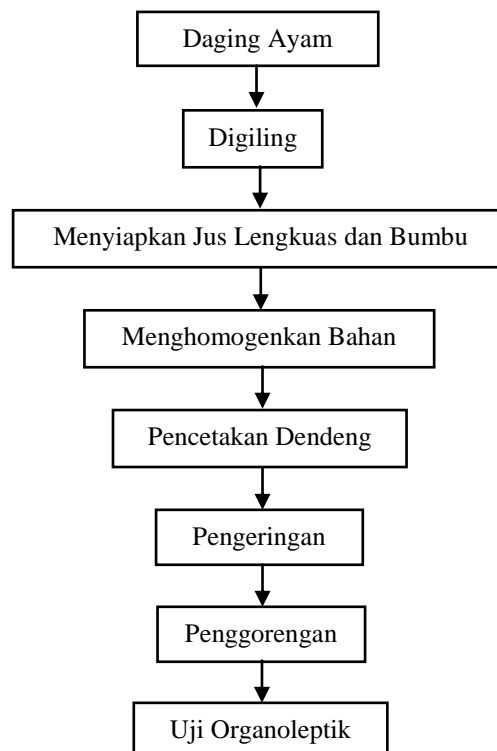 Daging Ayam
Digiling
Menyiapkan Jus Lengkuas dan Bumbu
Menghomogenkan Bahan
Pencetakan Dendeng
Pengeringan
Penggorengan
Uji Organoleptik